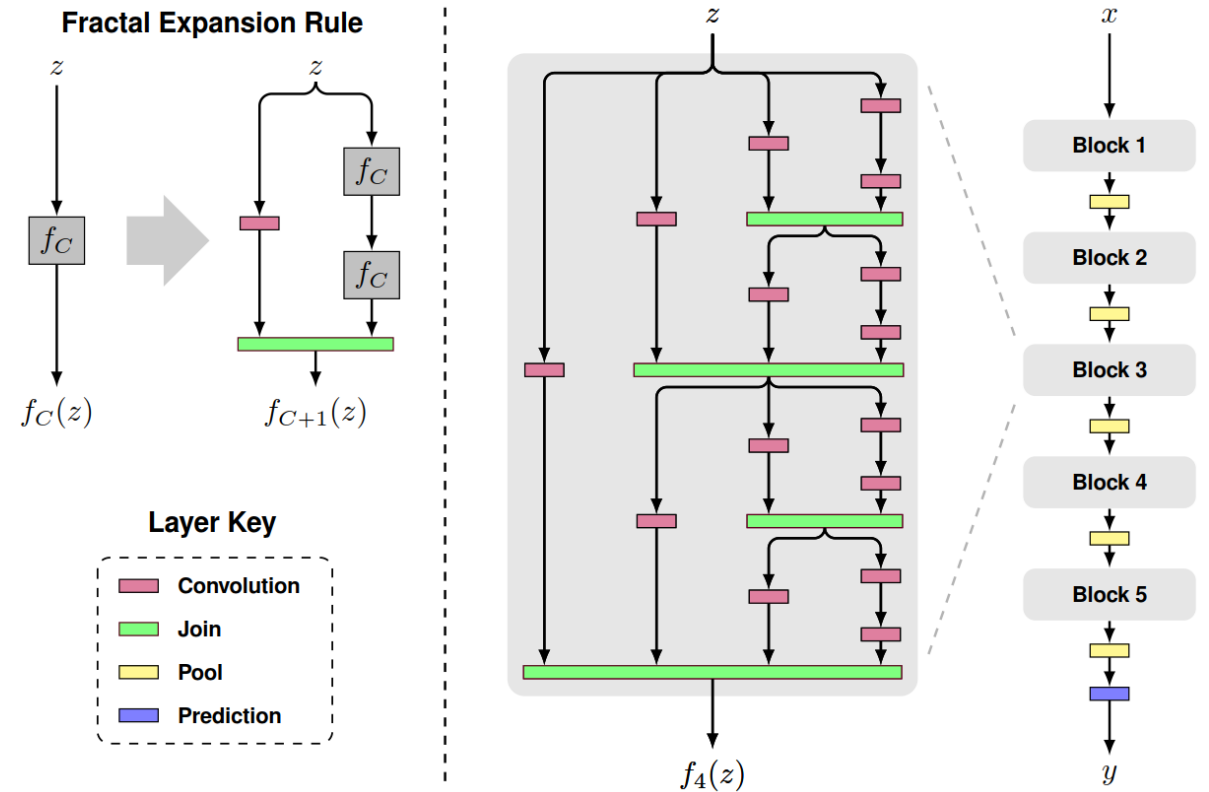 Fractal Expansion Rule
z
f_C
f_C(z)
z
f_C
f_C
f_{C+1}(z)
Layer Key
Convolution
Join
Pool
Prediction
z
f_4(z)
x
Block 1
Block 2
Block 3
Block 4
Block 5
y